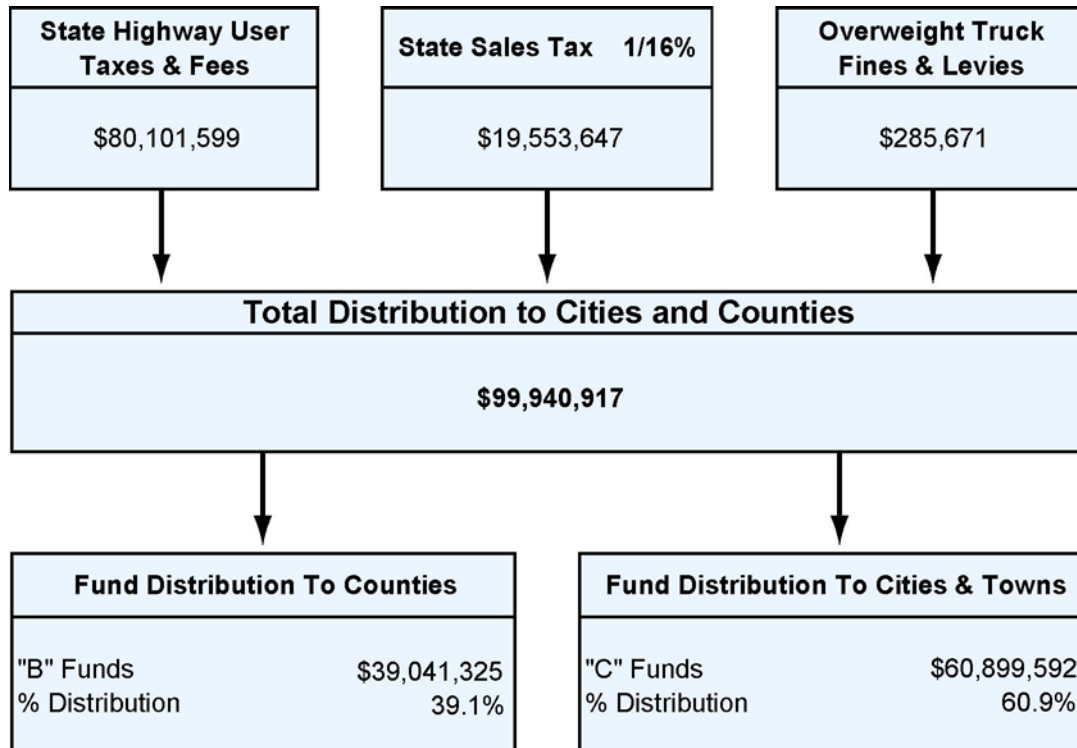 State Highway User
Taxes & Fees
$80,101,599
State Sales Tax 1/16%
$19,553,647
Overweight Truck
Fines & Levies
$285,671
Total Distribution to Cities and Counties
$99,940,917
Fund Distribution To Counties
"B" Funds $39,041,325
% Distribution 39.1%
Fund Distribution To Cities & Towns
"C" Funds $60,899,592
% Distribution 60.9%